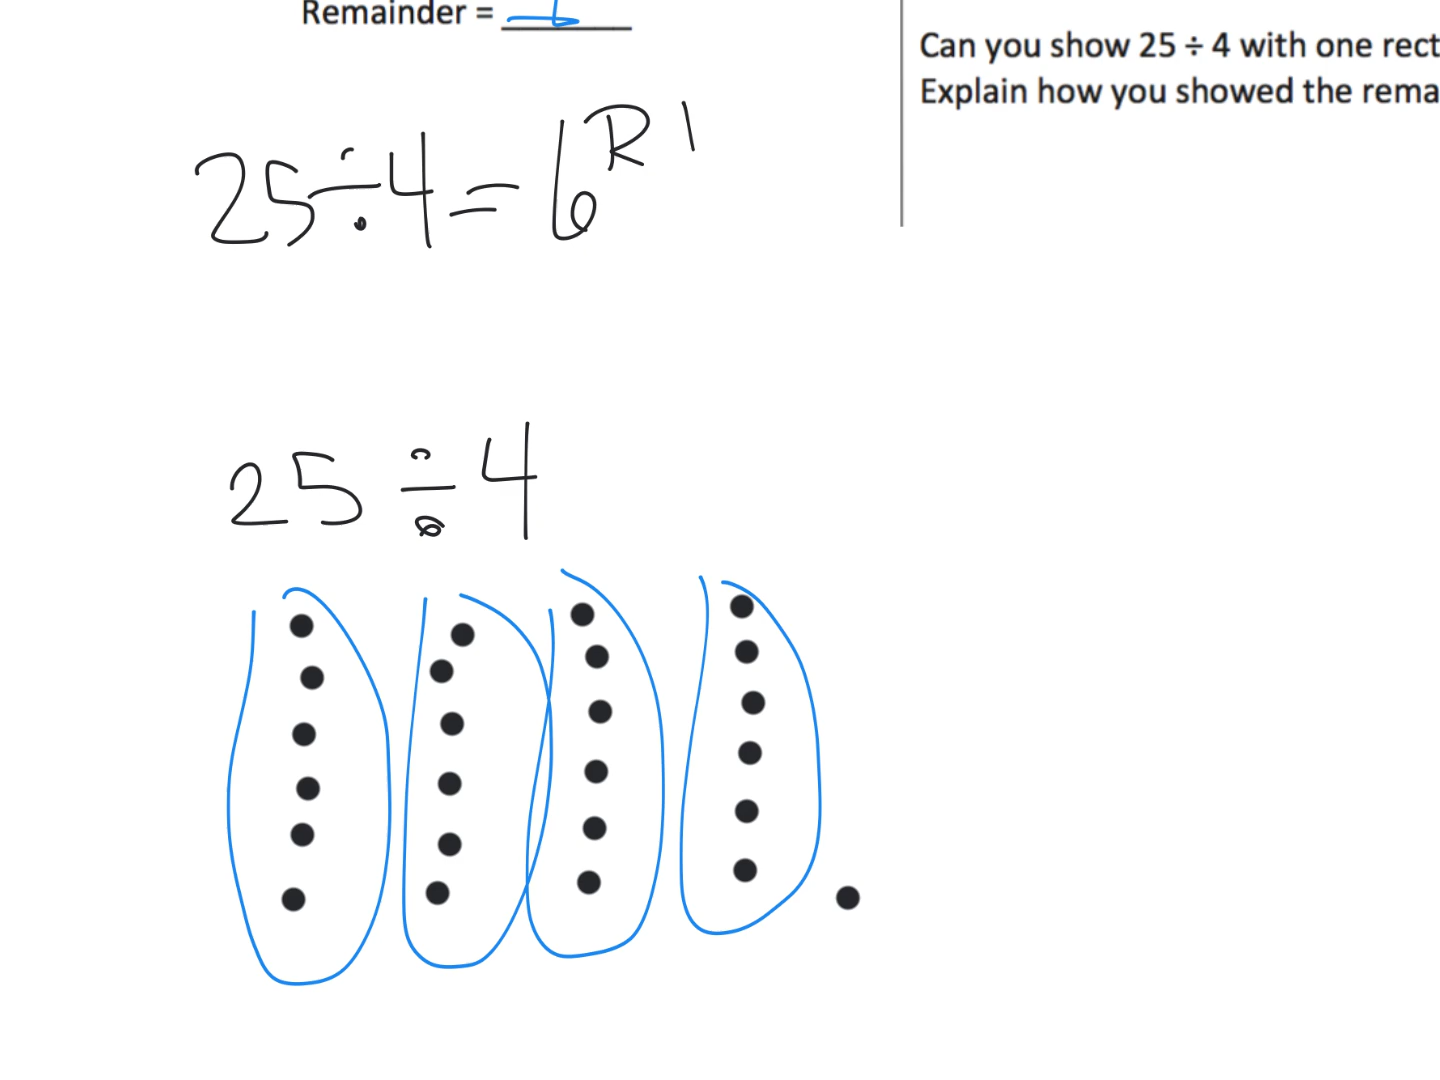 Remainder = 1
Can you show 25 ÷ 4 with one rect
Explain how you showed the rema
25÷4=6 R 1
25 ÷ 4